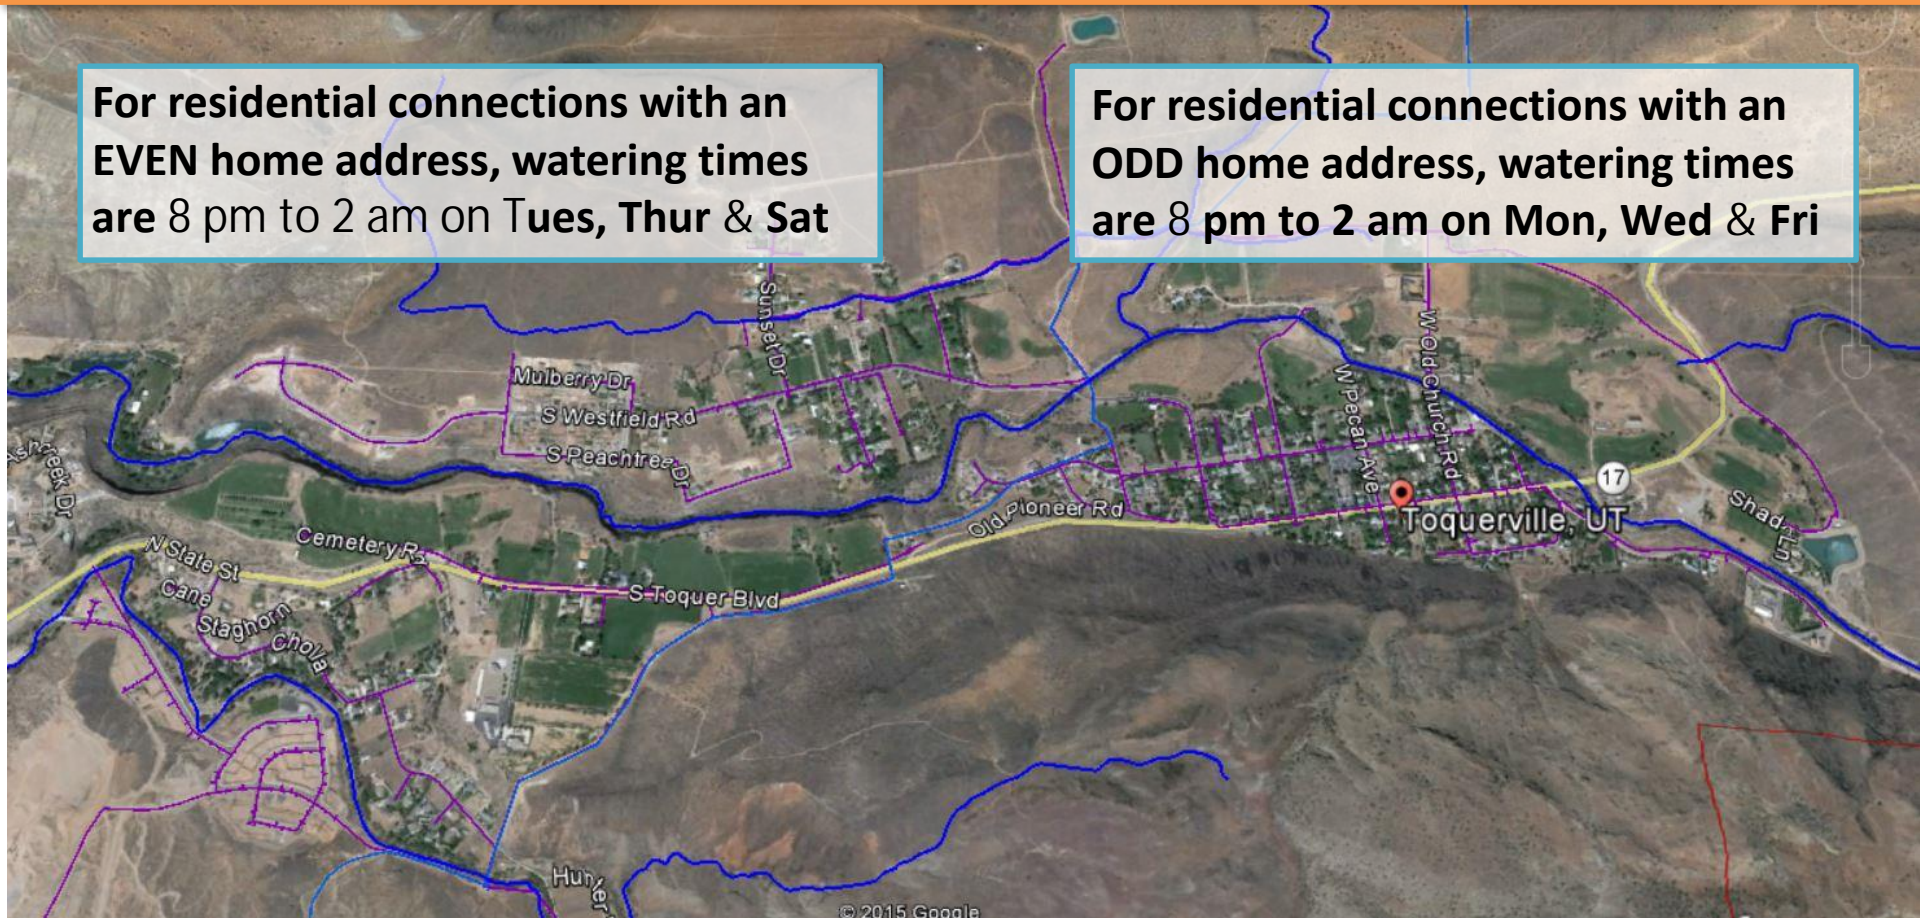 For residential connections with an
EVEN home address, watering times
are 8 pm to 2 am on Tues, Thur & Sat
For residential connections with an
ODD home address, watering times
are 8 pm to 2 am on Mon, Wed & Fri
Sunset Dr
Mulberry Dr
S Westfield Rd
S Peachtree Dr
W Pecan Ave
W Old Church Rd
17
Toquerville, UT
Shad Ln
Old Pioneer Rd
Cemetery Rd
N State St
Cane
Staghorn
Cholla
S Toquer Blvd
© 2015 Google